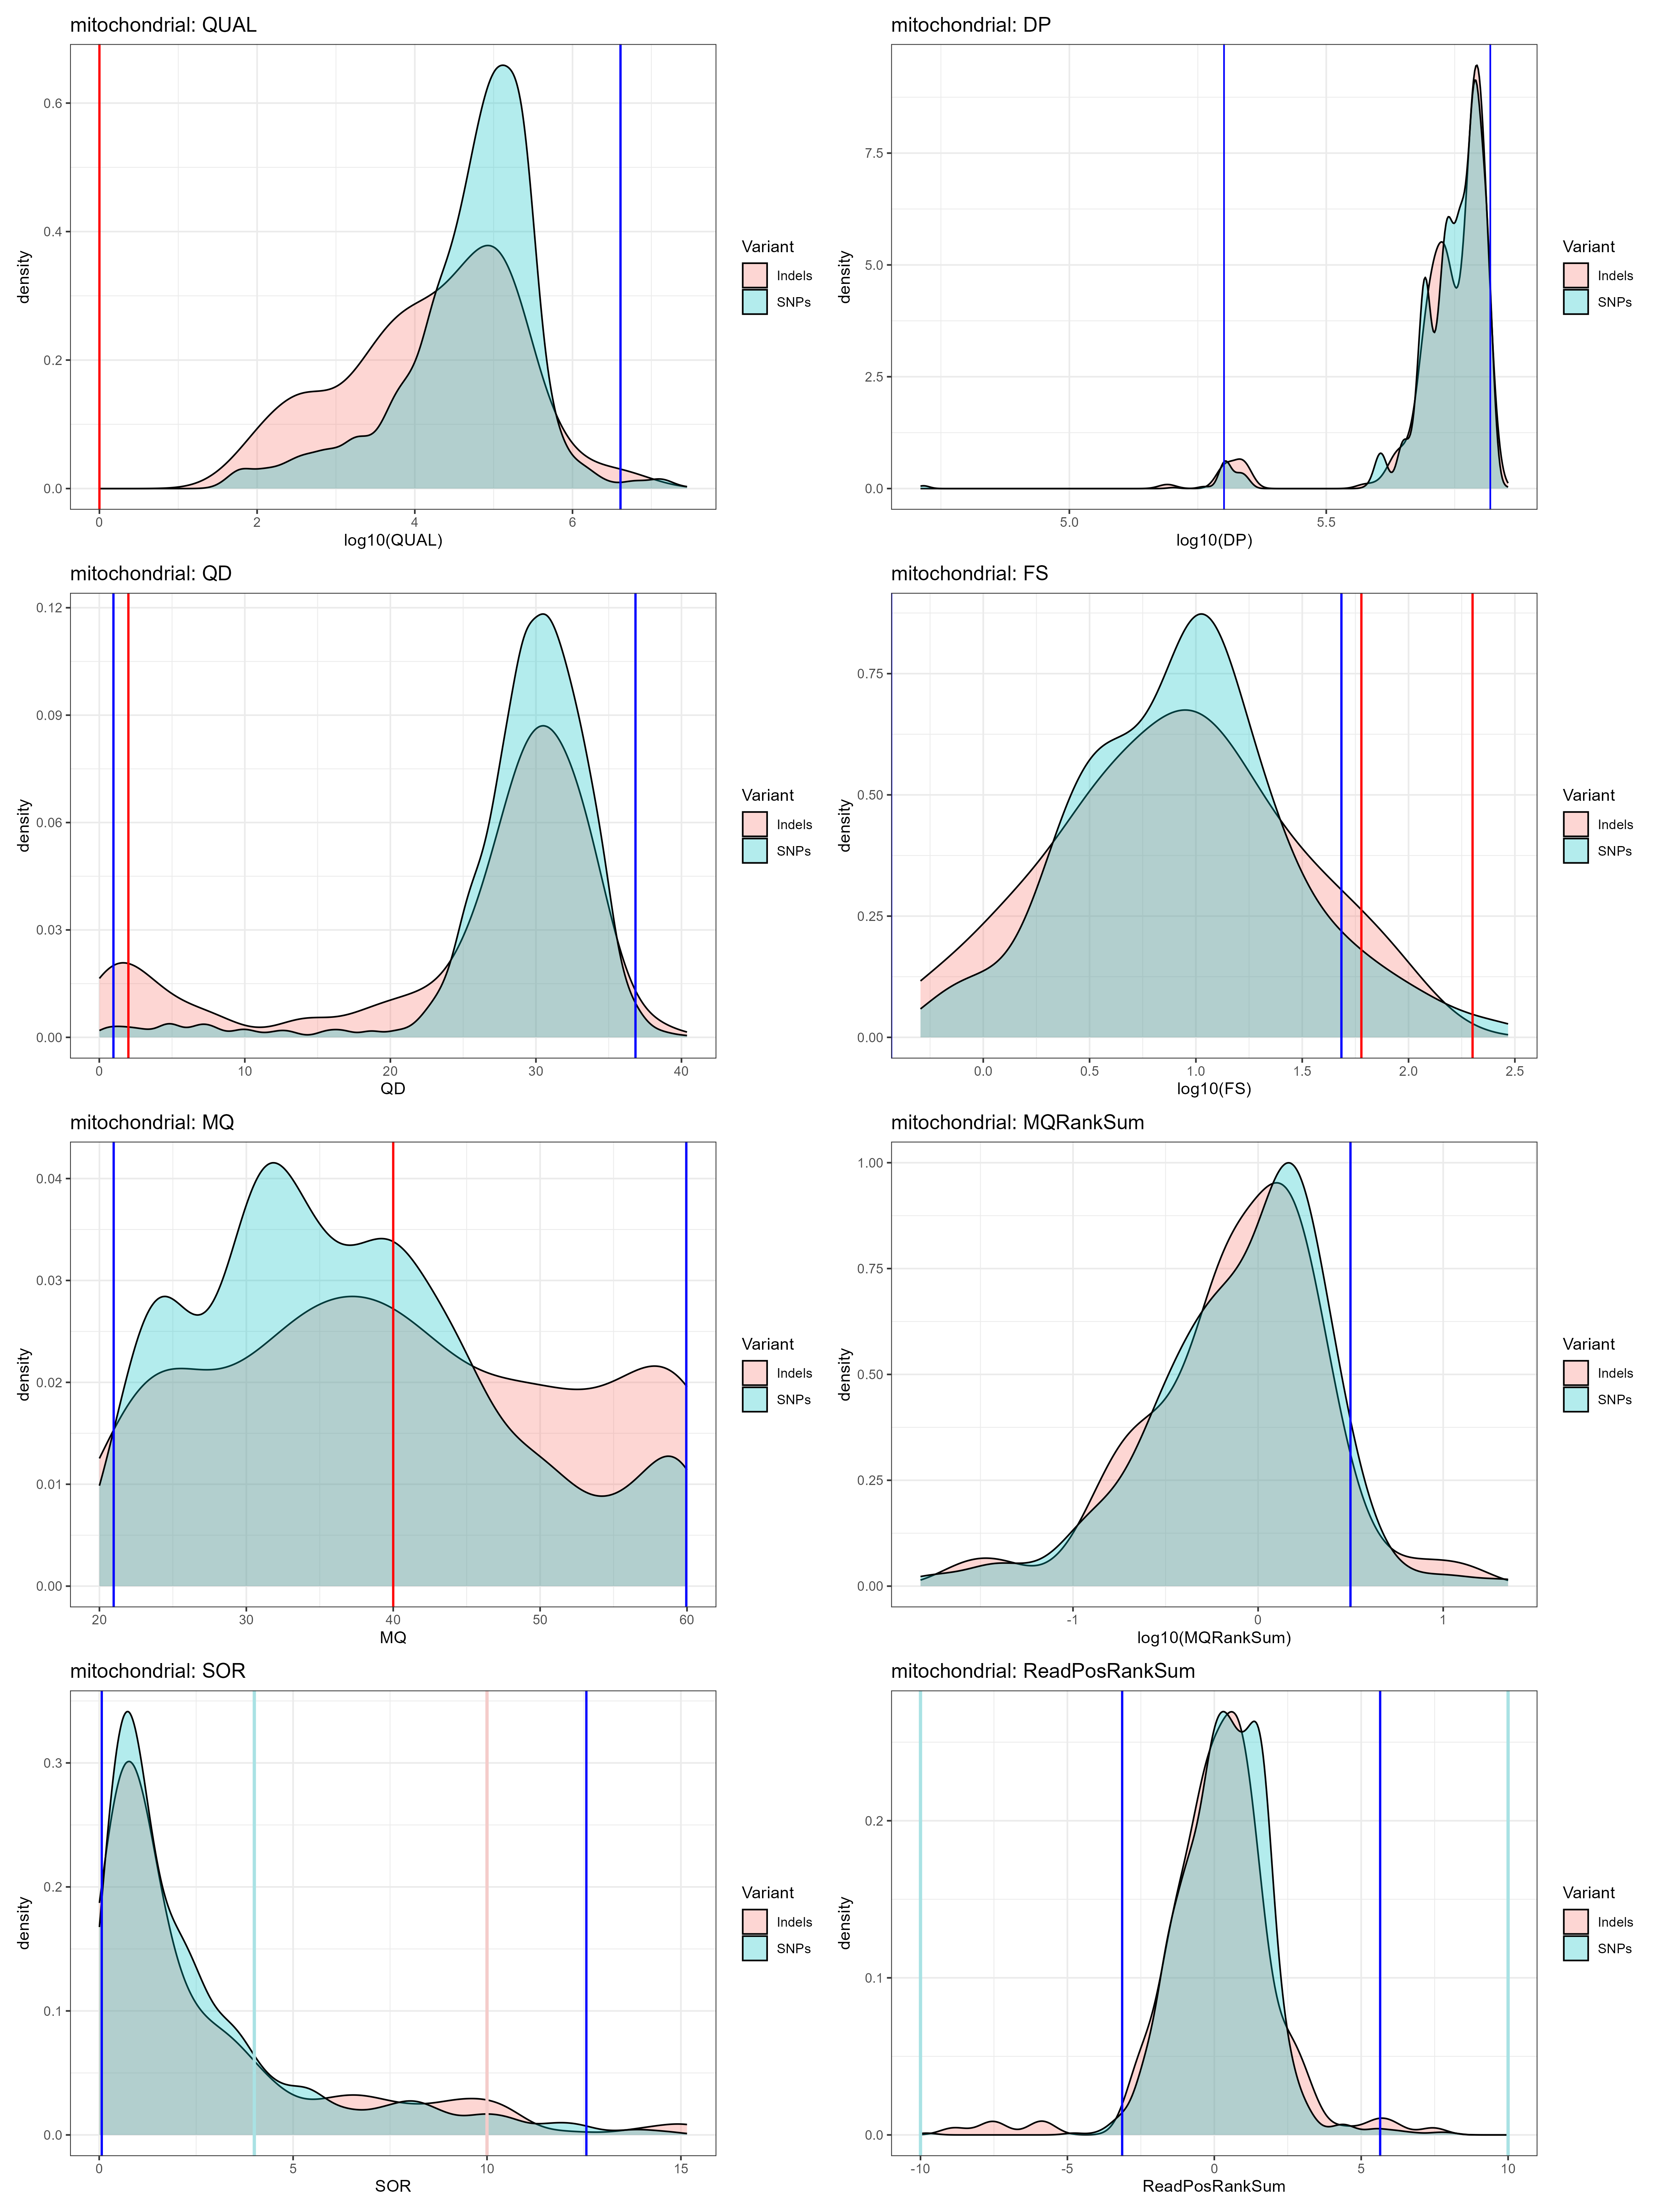 mitochondrial: QUAL
density
0.6
0.4
0.2
0.0
0 2 4 6
log10(QUAL)
Variant
Indels
SNPs
mitochondrial: DP
density
7.5
5.0
2.5
0.0
5.0 5.5
log10(DP)
Variant
Indels
SNPs
mitochondrial: QD
density
0.12
0.09
0.06
0.03
0.00
0 10 20 30 40
QD
Variant
Indels
SNPs
mitochondrial: FS
density
0.75
0.50
0.25
0.00
0.0 0.5 1.0 1.5 2.0 2.5
log10(FS)
Variant
Indels
SNPs
mitochondrial: MQ
density
0.04
0.03
0.02
0.01
0.00
20 30 40 50 60
MQ
Variant
Indels
SNPs
mitochondrial: MQRankSum
density
1.00
0.75
0.50
0.25
0.00
-1 0 1
log10(MQRankSum)
Variant
Indels
SNPs
mitochondrial: SOR
density
0.3
0.2
0.1
0.0
0 5 10 15
SOR
Variant
Indels
SNPs
mitochondrial: ReadPosRankSum
density
0.2
0.1
0.0
-10 -5 0 5 10
ReadPosRankSum
Variant
Indels
SNPs